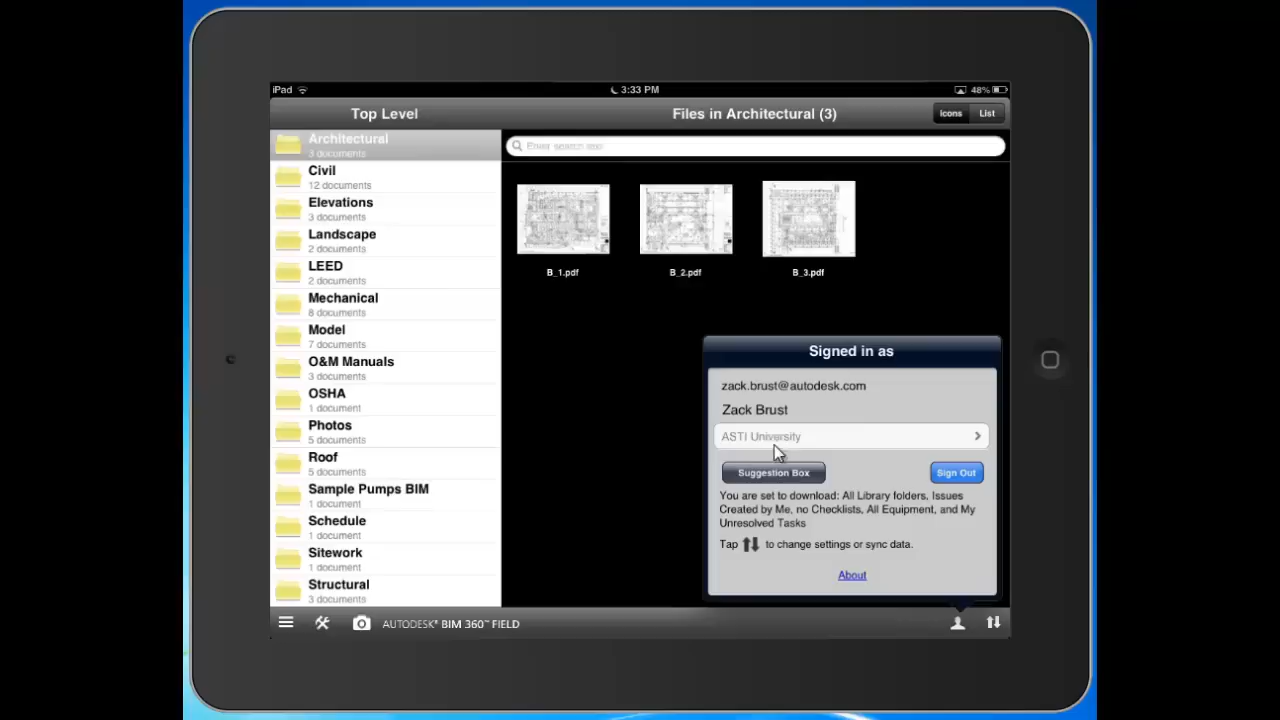 iPad
3:33 PM
48%
Top Level
Files in Architectural (3)
Icons
List
Enter search text
Architectural
3 documents
Civil
12 documents
Elevations
3 documents
Landscape
2 documents
LEED
2 documents
Mechanical
8 documents
Model
7 documents
O&M Manuals
3 documents
OSHA
1 document
Photos
5 documents
Roof
5 documents
Sample Pumps BIM
1 document
Schedule
1 document
Sitework
1 document
Structural
3 documents
B_1.pdf
B_2.pdf
B_3.pdf
Signed in as
zack.brust@autodesk.com
Zack Brust
ASTI University
Suggestion Box
Sign Out
You are set to download: All Library folders, Issues
Created by Me, no Checklists, All Equipment, and My
Unresolved Tasks
Tap to change settings or sync data.
About
AUTODESK® BIM 360™ FIELD